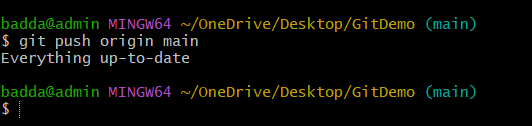 badda@admin MINGW64 ~/OneDrive/Desktop/GitDemo (main)
$ git push origin main
Everything up-to-date
badda@admin MINGW64 ~/OneDrive/Desktop/GitDemo (main)
$